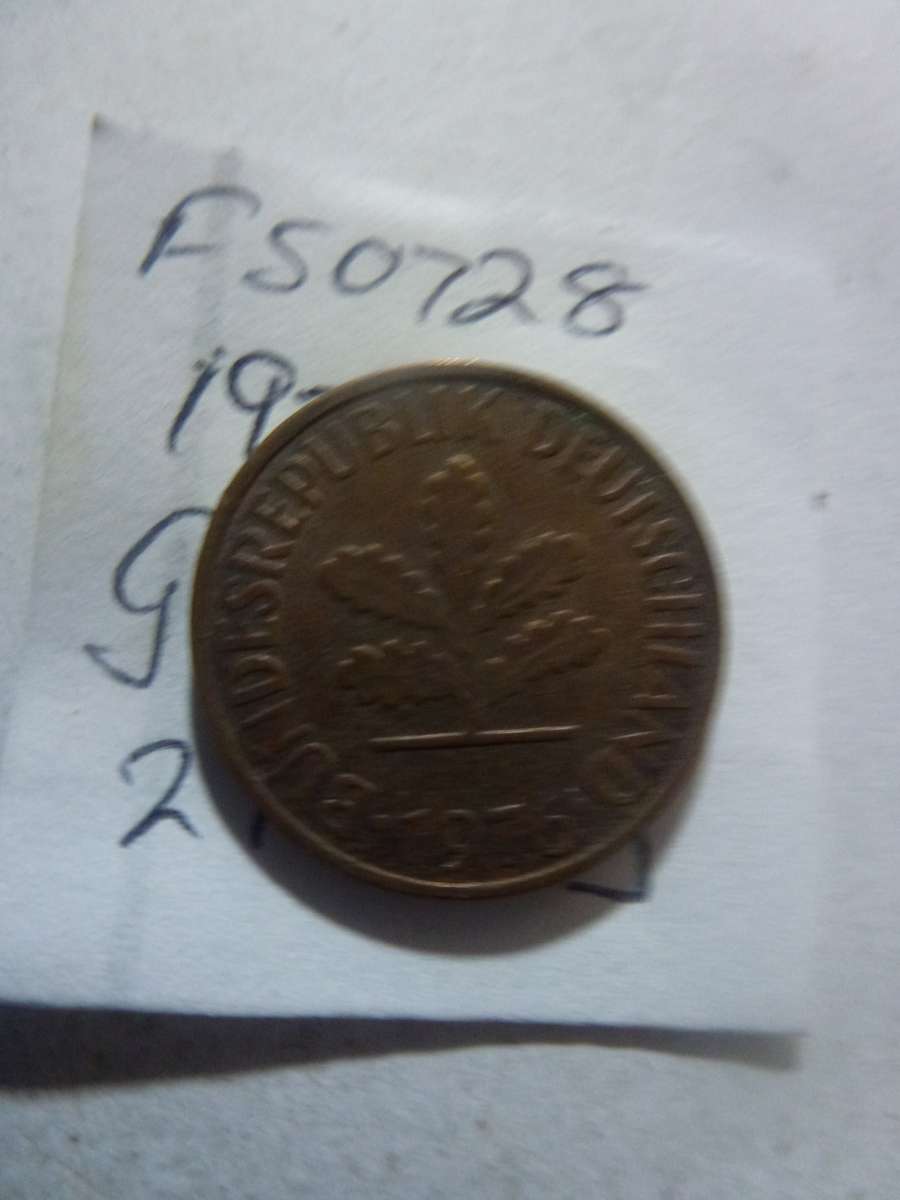 FS0728
19
G
2
BUNDESREPUBLIK DEUTSCHLAND